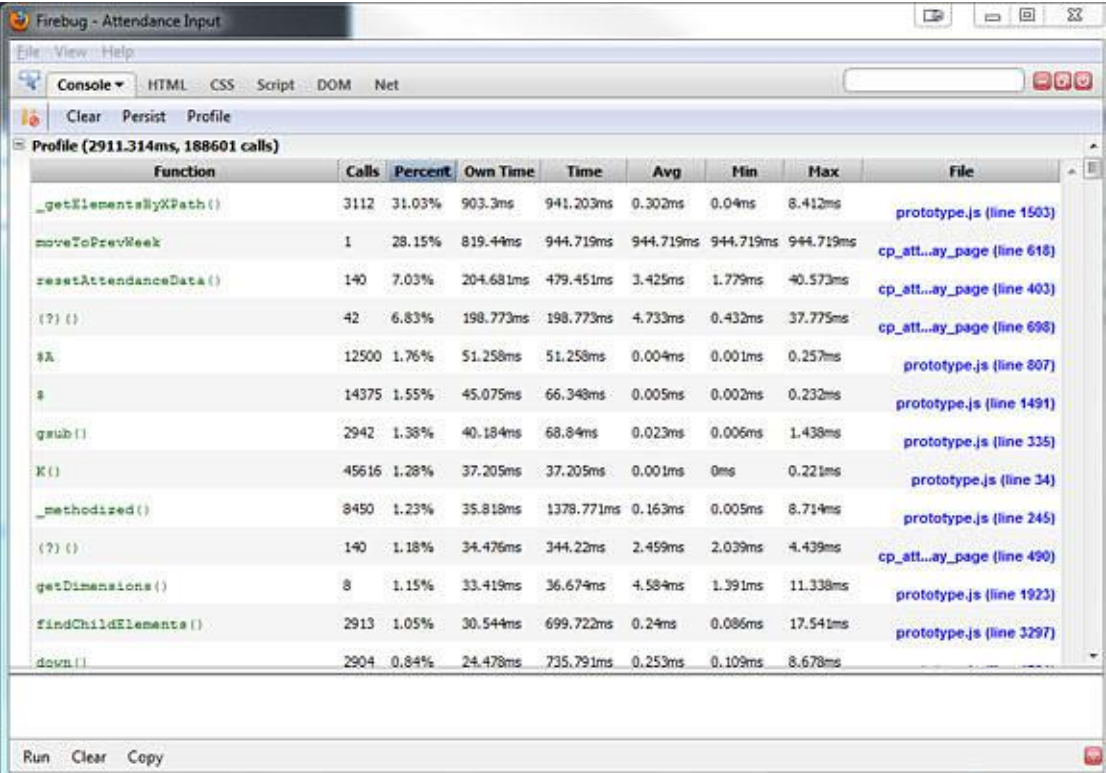 Firebug - Attendance Input
File View Help
Console HTML CSS Script DOM Net
Clear Persist Profile
Profile (2911.314ms, 188601 calls)
Function Calls Percent Own Time Time Avg Min Max File
_getElementsByXPath() 3112 31.03% 903.3ms 941.203ms 0.302ms 0.04ms 8.412ms prototype.js (line 1503)
moveToPrevWeek 1 28.15% 819.44ms 944.719ms 944.719ms 944.719ms 944.719ms cp_att...ay_page (line 618)
resetAttendanceData() 140 7.03% 204.681ms 479.451ms 3.425ms 1.779ms 40.573ms cp_att...ay_page (line 403)
(?)() 42 6.83% 198.773ms 198.773ms 4.733ms 0.432ms 37.775ms cp_att...ay_page (line 698)
$A 12500 1.76% 51.258ms 51.258ms 0.004ms 0.001ms 0.257ms prototype.js (line 807)
$ 14375 1.55% 45.075ms 66.348ms 0.005ms 0.002ms 0.232ms prototype.js (line 1491)
gsub() 2942 1.38% 40.184ms 68.84ms 0.023ms 0.006ms 1.438ms prototype.js (line 335)
K() 45616 1.28% 37.205ms 37.205ms 0.001ms 0ms 0.221ms prototype.js (line 34)
_methodized() 8450 1.23% 35.818ms 1378.771ms 0.163ms 0.005ms 8.714ms prototype.js (line 245)
(?)() 140 1.18% 34.476ms 344.22ms 2.459ms 2.039ms 4.439ms cp_att...ay_page (line 490)
getDimensions() 8 1.15% 33.419ms 36.674ms 4.584ms 1.391ms 11.338ms prototype.js (line 1923)
findChildElements() 2913 1.05% 30.544ms 699.722ms 0.24ms 0.086ms 17.541ms prototype.js (line 3297)
down() 2904 0.84% 24.478ms 735.791ms 0.253ms 0.109ms 8.678ms
Run Clear Copy